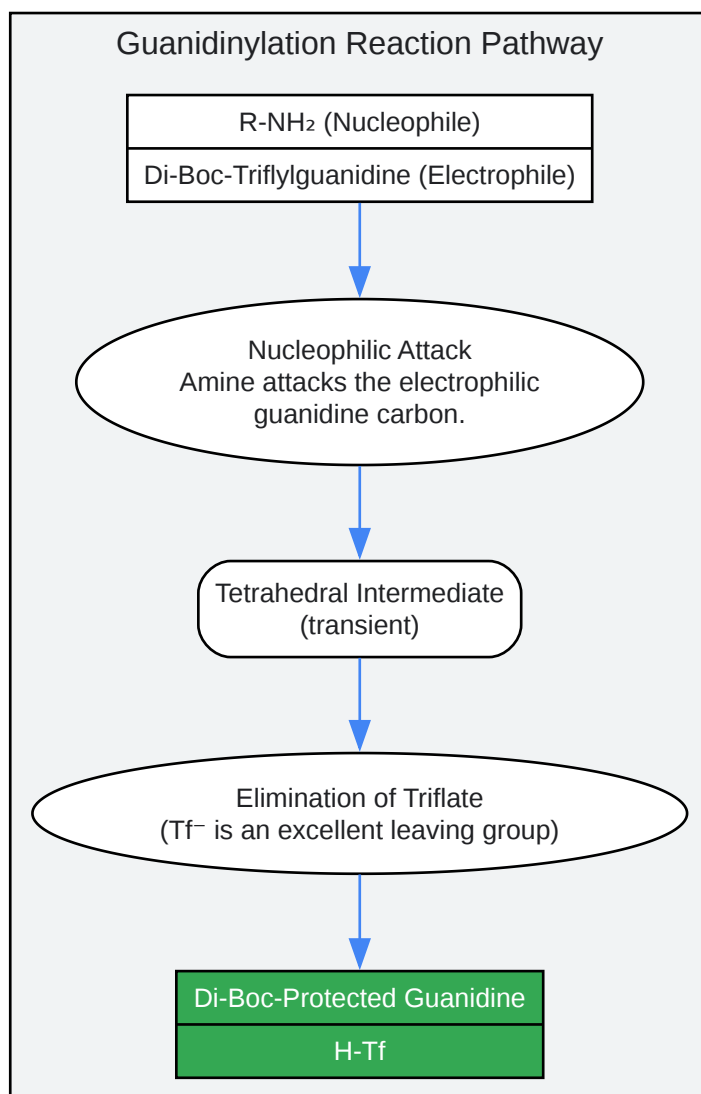 Guanidinylation Reaction Pathway
R-NH₂ (Nucleophile)
Di-Boc-Triflylguanidine (Electrophile)
Nucleophilic Attack
Amine attacks the electrophilic
guanidine carbon.
Tetrahedral Intermediate
(transient)
Elimination of Triflate
(Tf⁻ is an excellent leaving group)
Di-Boc-Protected Guanidine
H-Tf